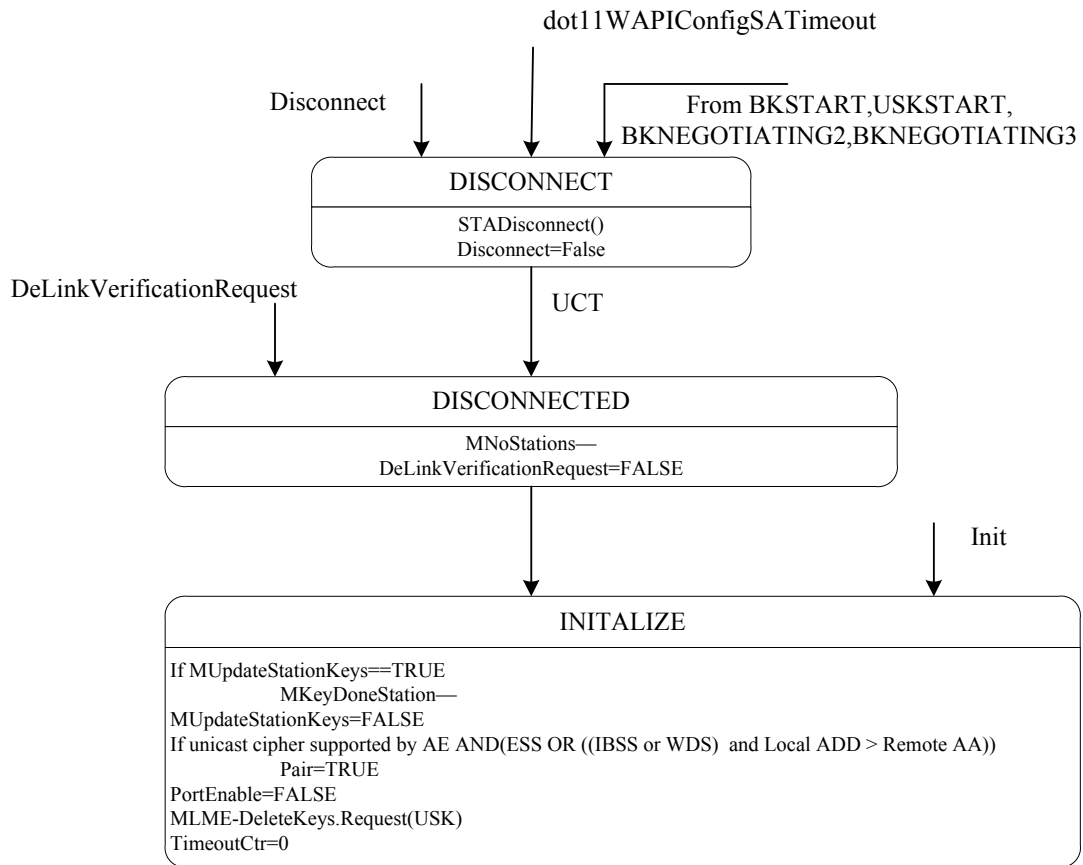 dot11WAPIConfigSATimeout
Disconnect
From BKSTART,USKSTART,
BKNEGOTIATING2,BKNEGOTIATING3
DISCONNECT
STADisconnect()
Disconnect=False
DeLinkVerificationRequest
UCT
DISCONNECTED
MNoStations—
DeLinkVerificationRequest=FALSE
Init
INITALIZE
If MUpdateStationKeys==TRUE
MKeyDoneStation—
MUpdateStationKeys=FALSE
If unicast cipher supported by AE AND(ESS OR ((IBSS or WDS) and Local ADD > Remote AA))
Pair=TRUE
PortEnable=FALSE
MLME-DeleteKeys.Request(USK)
TimeoutCtr=0